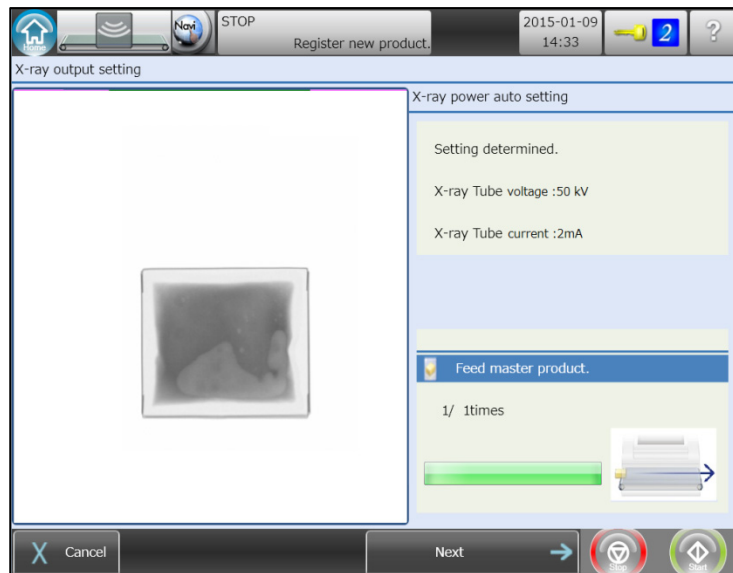 Home
Navi
STOP
Register new product.
2015-01-09
14:33
2
?
X-ray output setting
X-ray power auto setting
Setting determined.
X-ray Tube voltage :50 kV
X-ray Tube current :2mA
Feed master product.
1/ 1times
X Cancel
Next
Stop
Start